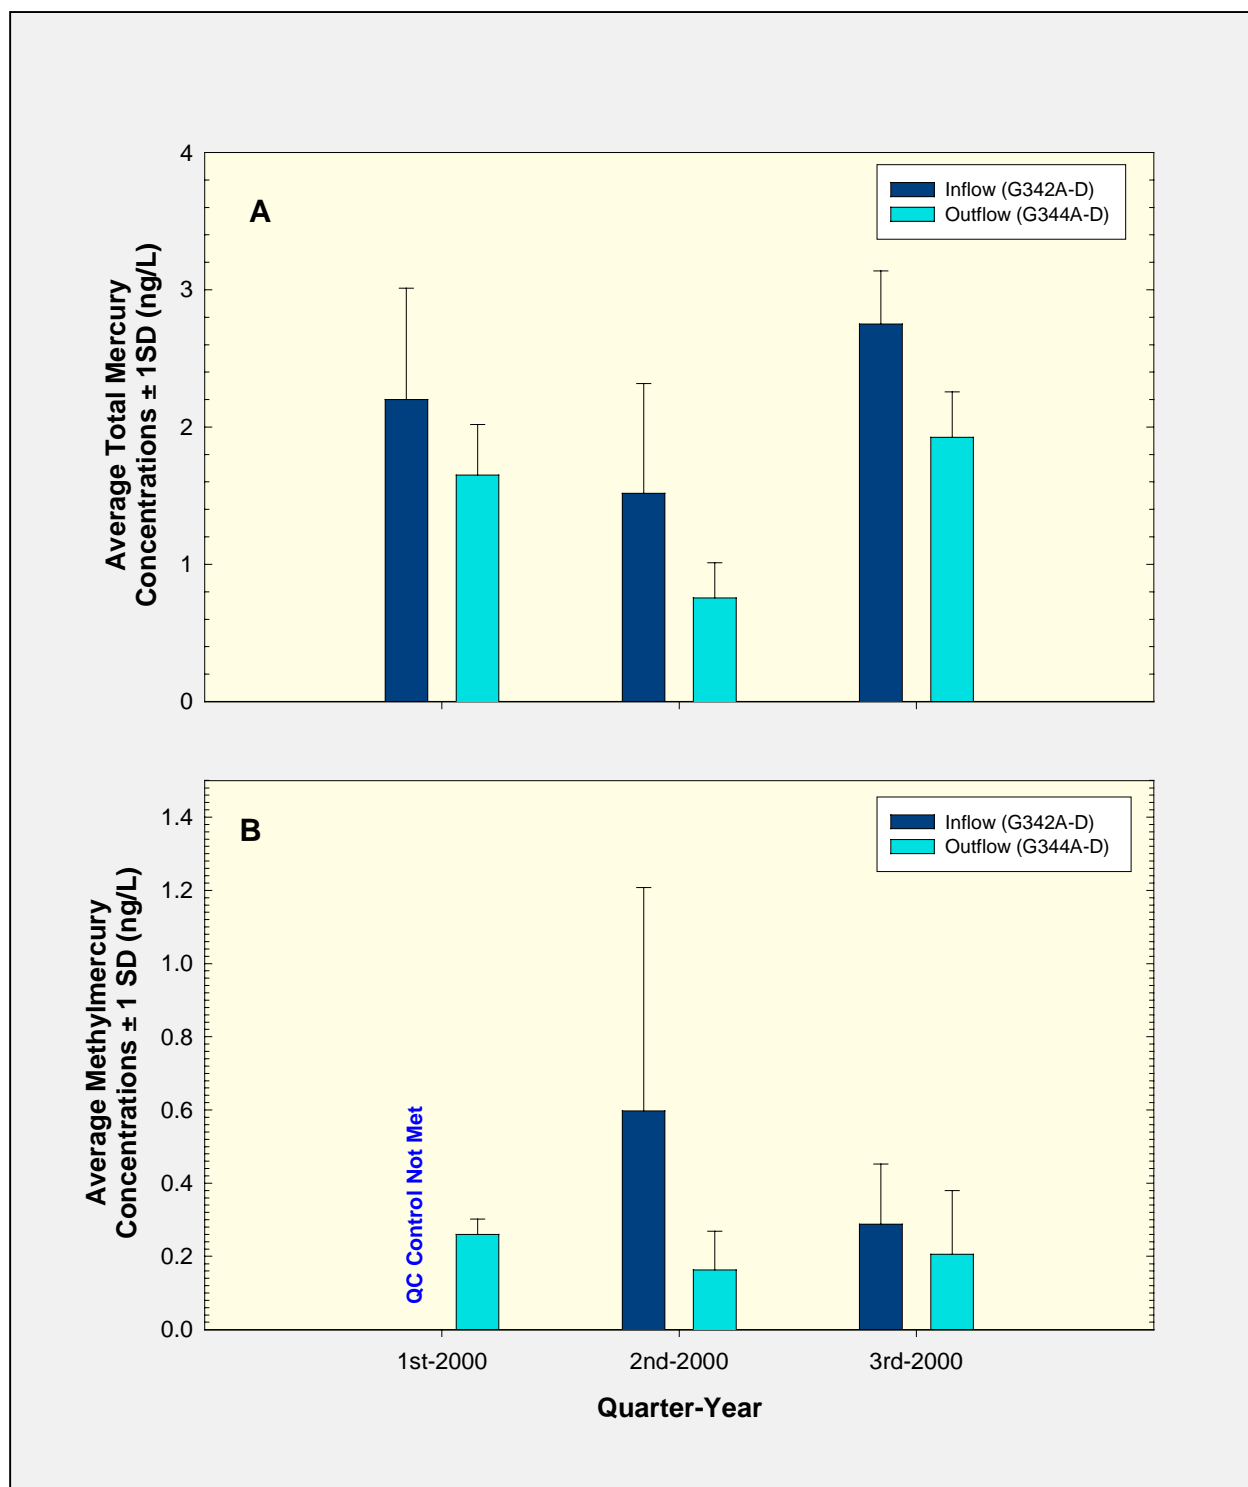 A
Inflow (G342A-D)
Outflow (G344A-D)
Average Total Mercury
Concentrations ± 1SD (ng/L)
4
3
2
1
0
B
Inflow (G342A-D)
Outflow (G344A-D)
Average Methylmercury
Concentrations ± 1 SD (ng/L)
1.4
1.2
1.0
0.8
0.6
0.4
0.2
0.0
QC Control Not Met
1st-2000 2nd-2000 3rd-2000
Quarter-Year